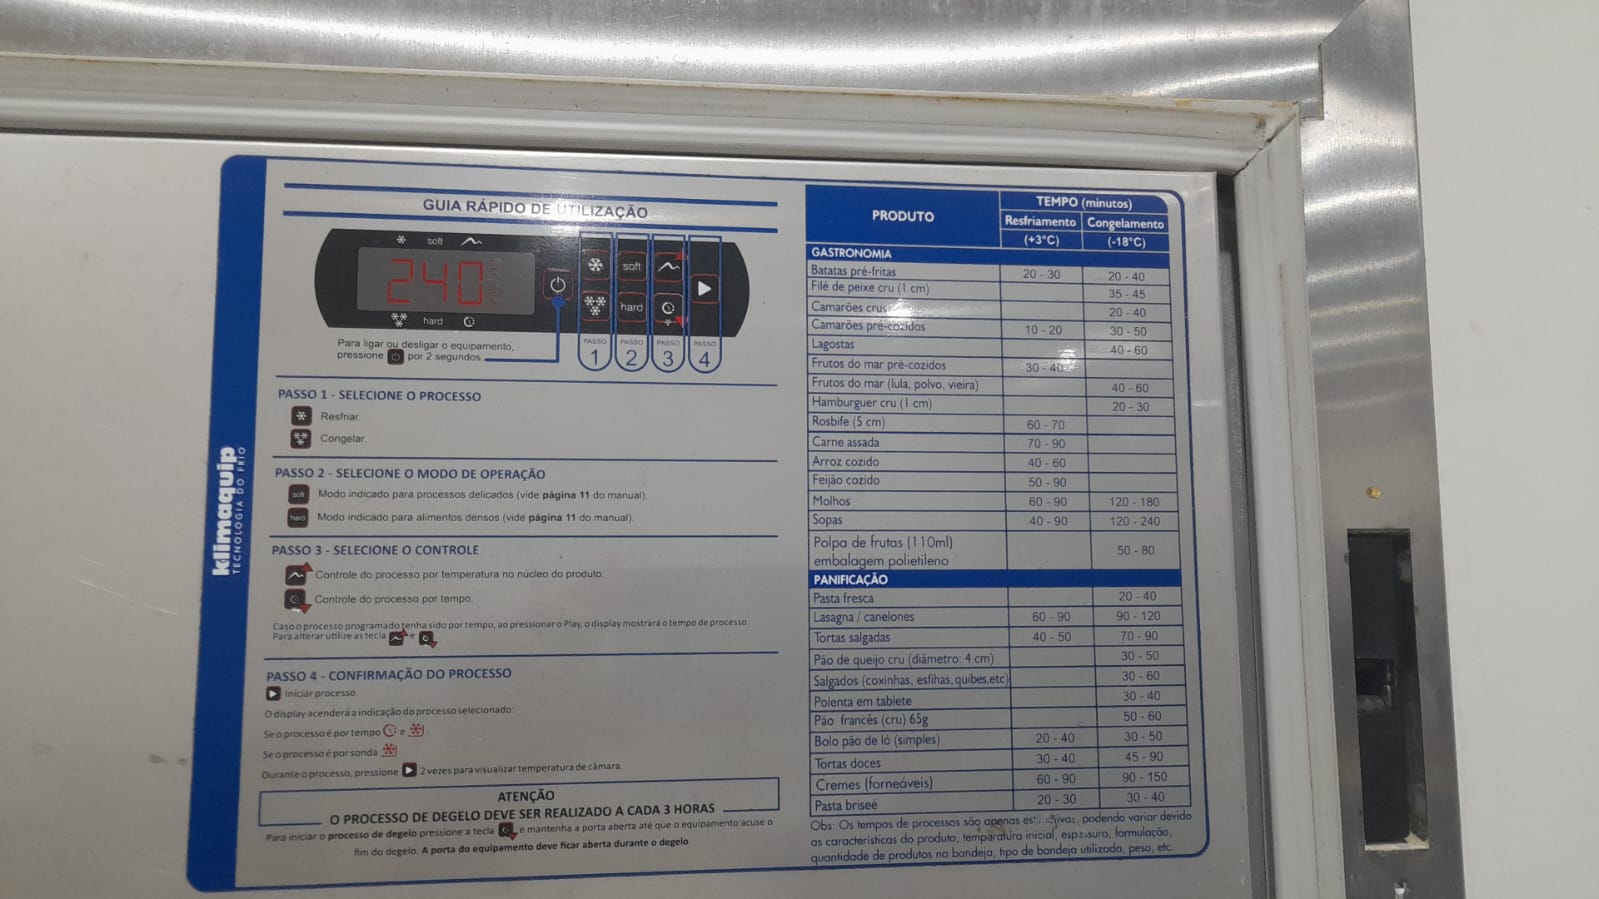 klimaquip
TECNOLOGIA DO FRIO
GUIA RÁPIDO DE UTILIZAÇÃO
soft
240
soft
hard
hard
Para ligar ou desligar o equipamento,
pressione por 2 segundos.
PASSO PASSO PASSO PASSO
1 2 3 4
PASSO 1 - SELECIONE O PROCESSO
Resfriar.
Congelar.
PASSO 2 - SELECIONE O MODO DE OPERAÇÃO
soft Modo indicado para processos delicados (vide página 11 do manual).
hard Modo indicado para alimentos densos (vide página 11 do manual).
PASSO 3 - SELECIONE O CONTROLE
Controle do processo por temperatura no núcleo do produto.
Controle do processo por tempo.
Caso o processo programado tenha sido por tempo, ao pressionar o Play, o display mostrará o tempo de processo.
Para alterar utilize as tecla e
PASSO 4 - CONFIRMAÇÃO DO PROCESSO
Iniciar processo.
O display acenderá a indicação do processo selecionado:
Se o processo é por tempo e .
Se o processo é por sonda
Durante o processo, pressione 2 vezes para visualizar temperatura de câmara.
ATENÇÃO
O PROCESSO DE DEGELO DEVE SER REALIZADO A CADA 3 HORAS
Para iniciar o processo de degelo pressione a tecla e mantenha a porta aberta até que o equipamento acuse o
fim do degelo. A porta do equipamento deve ficar aberta durante o degelo
PRODUTO TEMPO (minutos)
Resfriamento Congelamento
(+3°C) (-18°C)
GASTRONOMIA
Batatas pré-fritas 20 - 30 20 - 40
Filé de peixe cru (1 cm) 35 - 45
Camarões crus 20 - 40
Camarões pré-cozidos 10 - 20 30 - 50
Lagostas 40 - 60
Frutos do mar pré-cozidos 30 - 40
Frutos do mar (lula, polvo, vieira) 40 - 60
Hamburguer cru (1 cm) 20 - 30
Rosbife (5 cm) 60 - 70
Carne assada 70 - 90
Arroz cozido 40 - 60
Feijão cozido 50 - 90
Molhos 60 - 90 120 - 180
Sopas 40 - 90 120 - 240
Polpa de frutas (110ml)
embalagem polietileno 50 - 80
PANIFICAÇÃO
Pasta fresca 20 - 40
Lasagna / canelones 60 - 90 90 - 120
Tortas salgadas 40 - 50 70 - 90
Pão de queijo cru (diâmetro: 4 cm) 30 - 50
Salgados (coxinhas, esfihas, quibes,etc) 30 - 60
Polenta em tablete 30 - 40
Pão francês (cru) 65g 50 - 60
Bolo pão de ló (simples) 20 - 40 30 - 50
Tortas doces 30 - 40 45 - 90
Cremes (forneáveis) 60 - 90 90 - 150
Pasta briseé 20 - 30 30 - 40
Obs: Os tempos de processos são apenas podendo variar devido
as características do produto, temperatura inicial, espessura, formulação,
quantidade de produtos na bandeja, tipo de bandeja utilizada, peso, etc.